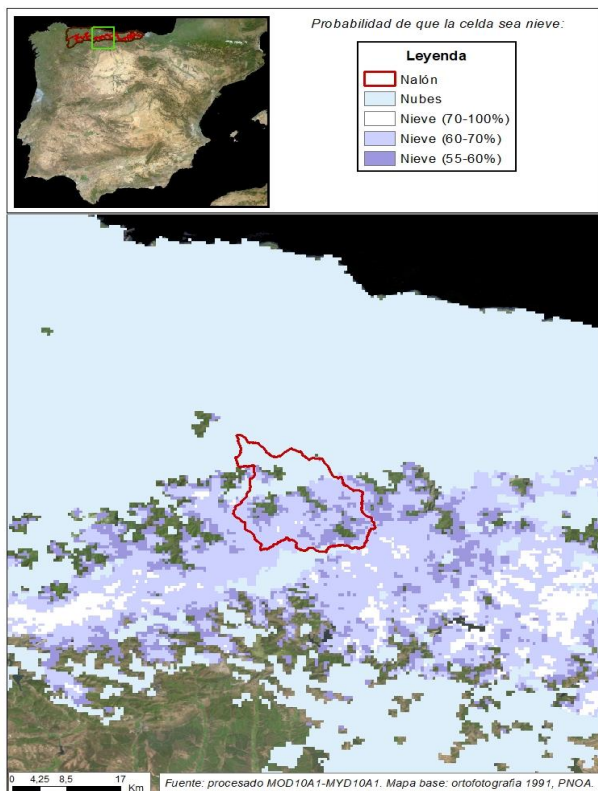 Probabilidad de que la celda sea nieve:
Leyenda
Nalón
Nubes
Nieve (70-100%)
Nieve (60-70%)
Nieve (55-60%)
0 4,25 8,5 17
Km
Fuente: procesado MOD10A1-MYD10A1. Mapa base: ortofotografía 1991, PNOA.